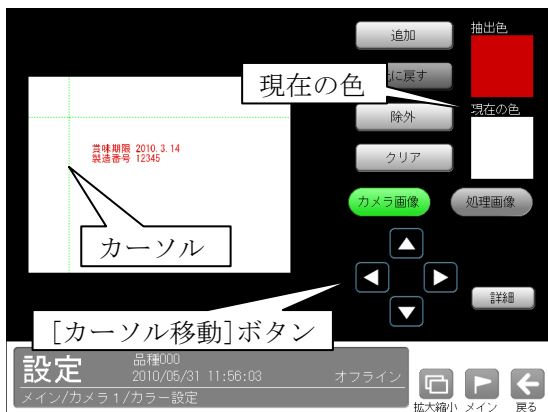 追加
抽出色
に戻す
現在の色
除外
現在の色
クリア
賞味期限 2010.3.14
製造番号 12345
カメラ画像
処理画像
カーソル
詳細
[カーソル移動]ボタン
設定
品種000
2010/05/31 11:56:03
オフライン
メイン/カメラ1/カラー設定
拡大縮小
メイン
戻る